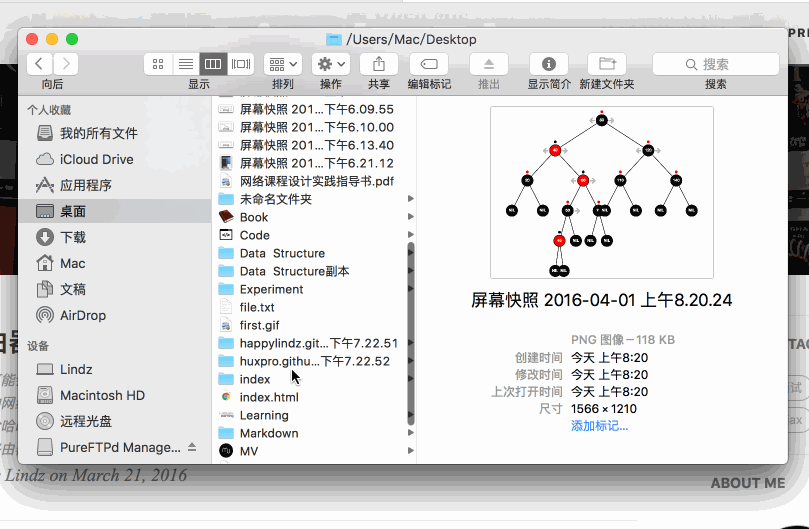 /Users/Mac/Desktop
向后
显示
排列
操作
共享
编辑标记
推出
显示简介
新建文件夹
搜索
搜索
个人收藏
我的所有文件
iCloud Drive
应用程序
桌面
下载
Mac
文稿
AirDrop
设备
Lindz
Macintosh HD
远程光盘
PureFTPd Manage...
屏幕快照 201...下午6.09.55
屏幕快照 201...下午6.10.00
屏幕快照 201...下午6.13.40
屏幕快照 201...下午6.21.12
网络课程设计实践指导书.pdf
未命名文件夹
Book
Code
Data Structure
Data Structure副本
Experiment
file.txt
first.gif
happylindz.git...下午7.22.51
huxpro.githu...下午7.22.52
index
index.html
Learning
Markdown
MV
屏幕快照 2016-04-01 上午8.20.24
PNG 图像－118 KB
创建时间 今天 上午8:20
修改时间 今天 上午8:20
上次打开时间 今天 上午8:20
尺寸 1566 × 1210
添加标记...
Lindz on March 21, 2016
ABOUT ME